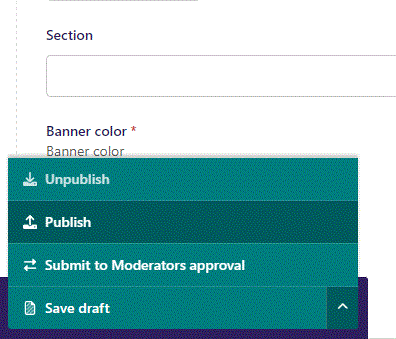 Section
Banner color *
Banner color
Unpublish
Publish
Submit to Moderators approval
Save draft